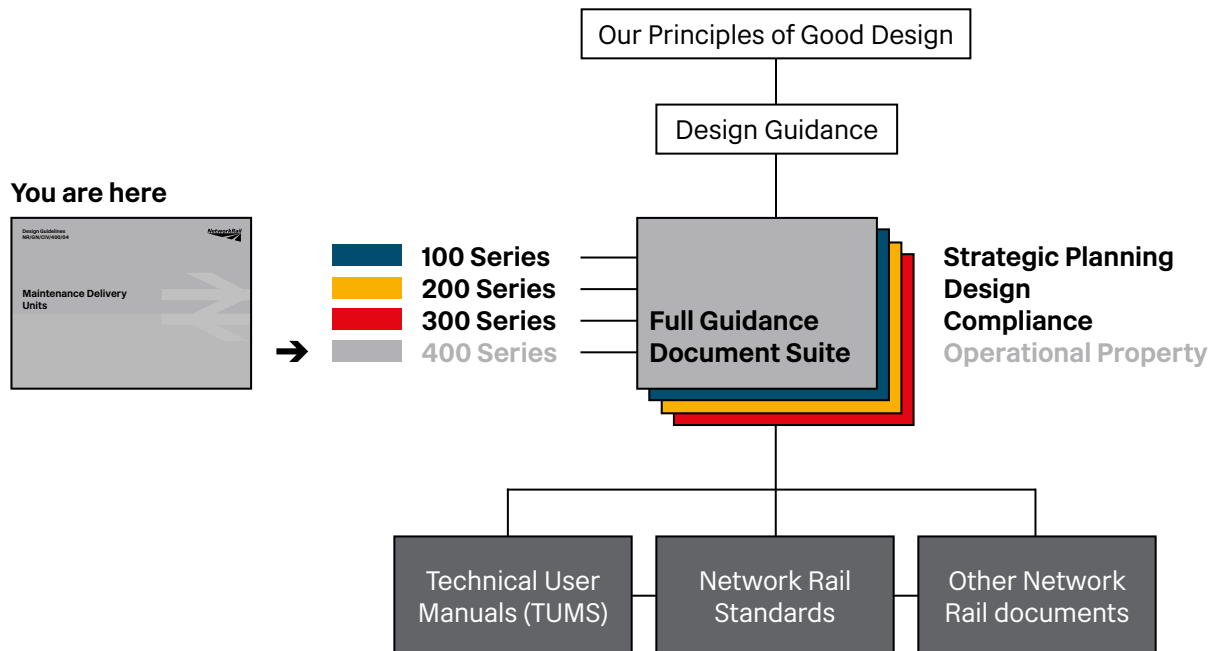 Our Principles of Good Design
Design Guidance
You are here
Design Guidelines
NR/GN/CIV/400/04
NetworkRail
Maintenance Delivery
Units
→
100 Series
200 Series
300 Series
400 Series
Full Guidance
Document Suite
Strategic Planning
Design
Compliance
Operational Property
Technical User
Manuals (TUMS)
Network Rail
Standards
Other Network
Rail documents